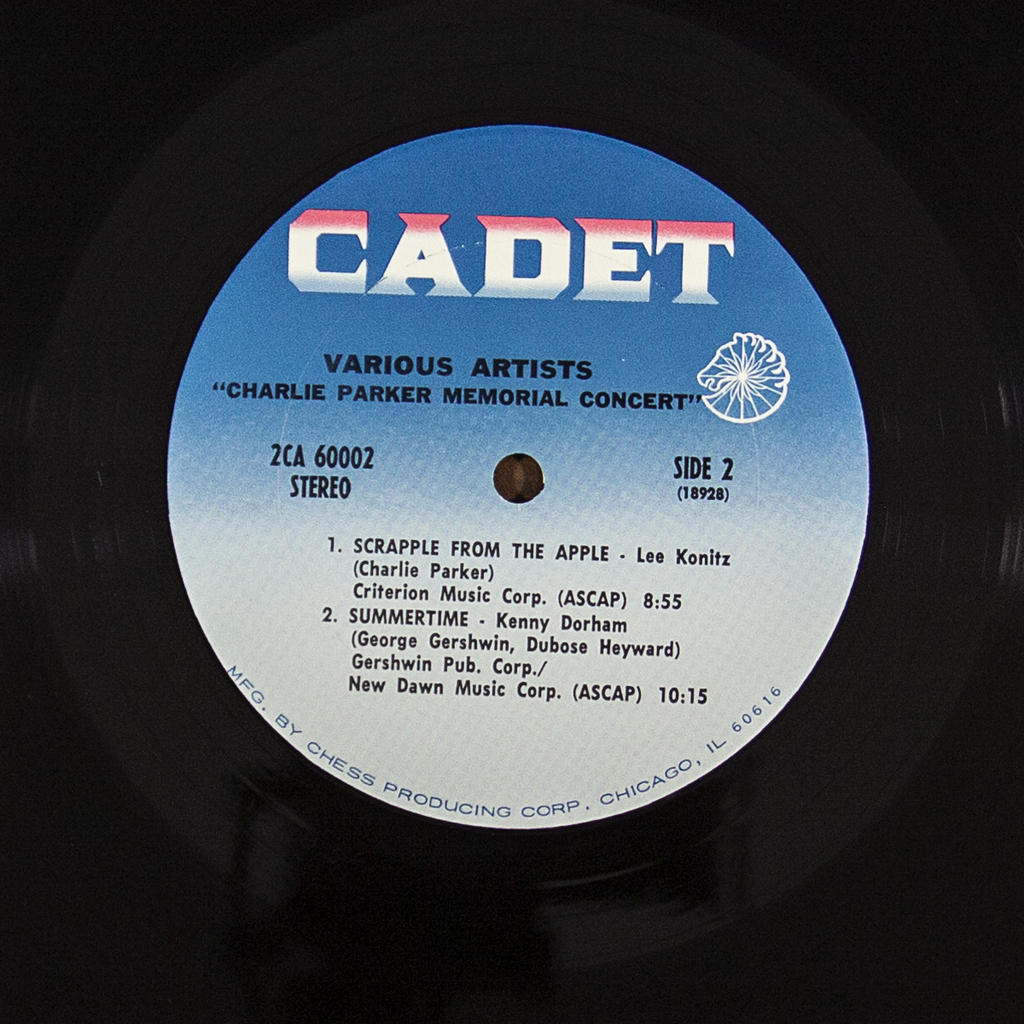 CADET
VARIOUS ARTISTS
"CHARLIE PARKER MEMORIAL CONCERT"
2CA 60002
STEREO
SIDE 2
(18928)
1. SCRAPPLE FROM THE APPLE - Lee Konitz
(Charlie Parker)
Criterion Music Corp. (ASCAP) 8:55
2. SUMMERTIME - Kenny Dorham
(George Gershwin, Dubose Heyward)
Gershwin Pub. Corp./
New Dawn Music Corp. (ASCAP) 10:15
MFG. BY CHESS PRODUCING CORP. CHICAGO, IL 60616